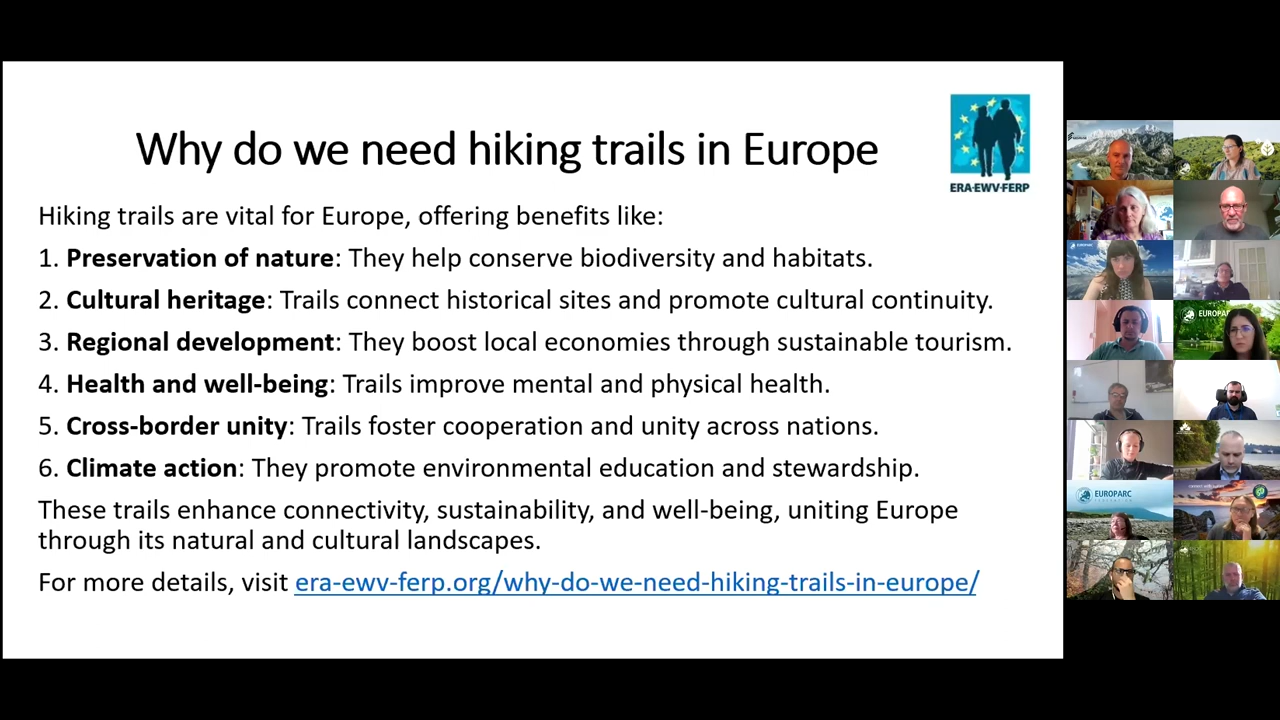 Why do we need hiking trails in Europe
ERA-EWV-FERP
Hiking trails are vital for Europe, offering benefits like:
1. Preservation of nature: They help conserve biodiversity and habitats.
2. Cultural heritage: Trails connect historical sites and promote cultural continuity.
3. Regional development: They boost local economies through sustainable tourism.
4. Health and well-being: Trails improve mental and physical health.
5. Cross-border unity: Trails foster cooperation and unity across nations.
6. Climate action: They promote environmental education and stewardship.
These trails enhance connectivity, sustainability, and well-being, uniting Europe
through its natural and cultural landscapes.
For more details, visit era-ewv-ferp.org/why-do-we-need-hiking-trails-in-europe/
EUROPARC